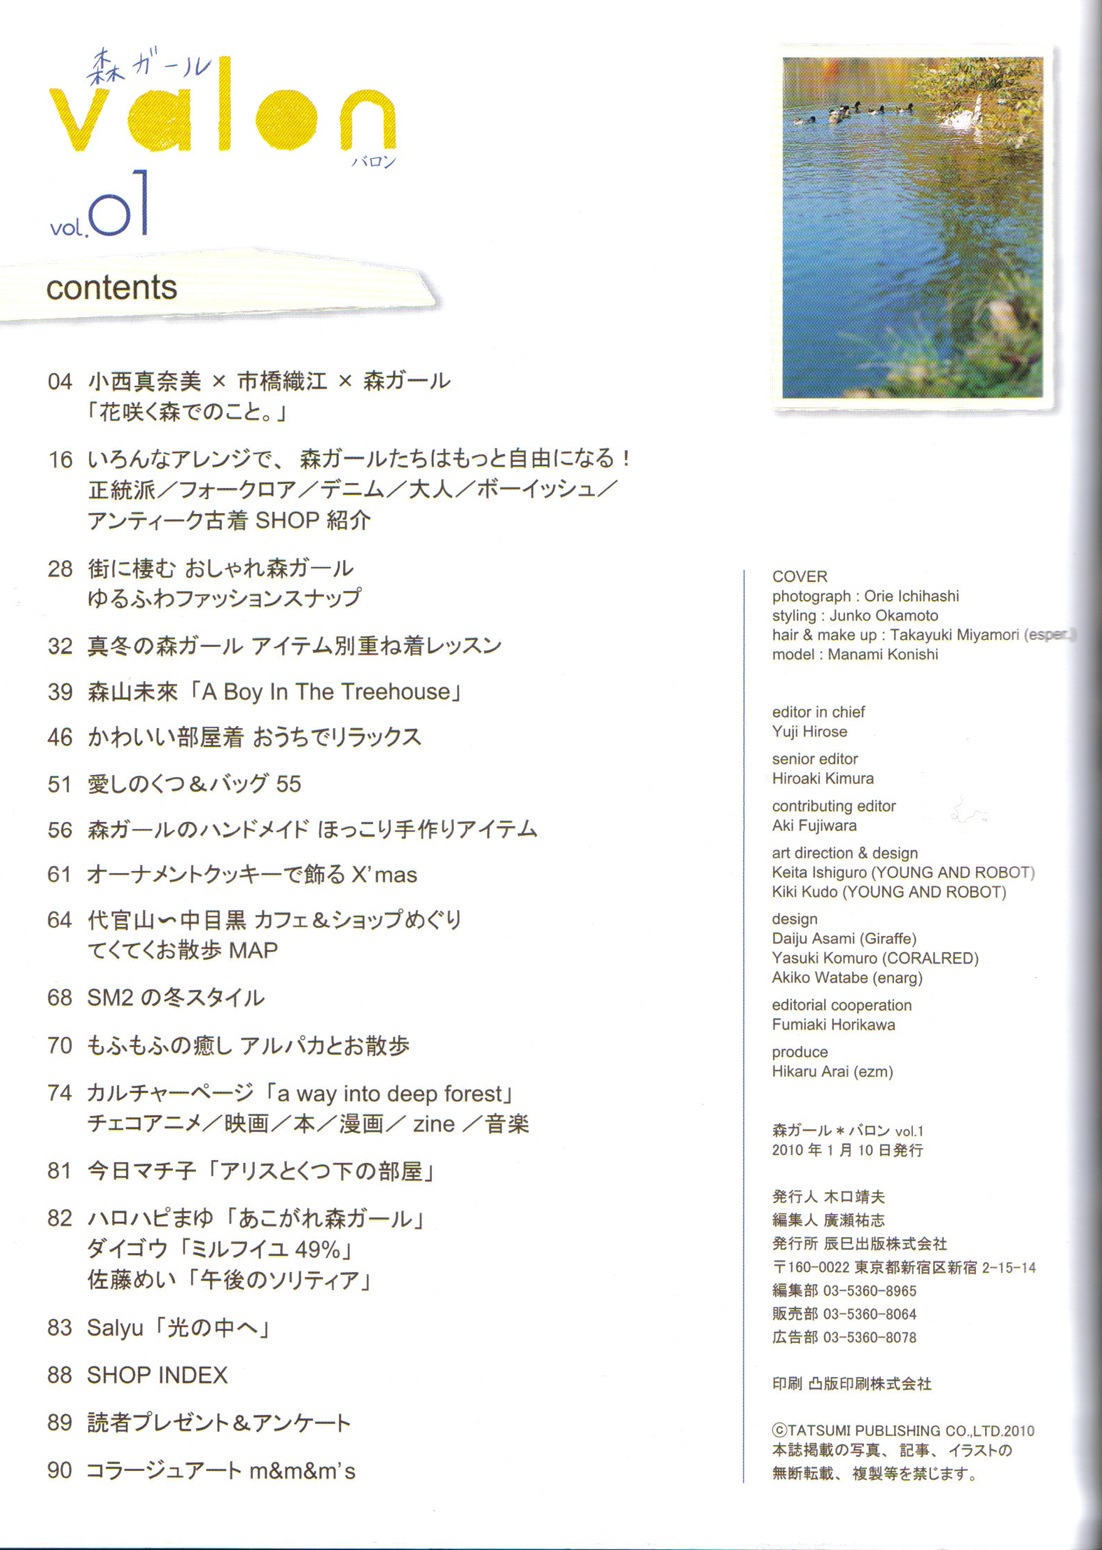 森ガール
valon
バロン
vol.01
contents
04 小西真奈美 × 市橋織江 × 森ガール
「花咲く森でのこと。」
16 いろんなアレンジで、 森ガールたちはもっと自由になる！
正統派／フォークロア／デニム／大人／ボーイッシュ／
アンティーク古着 SHOP 紹介
28 街に棲む おしゃれ森ガール
ゆるふわファッションスナップ
32 真冬の森ガール アイテム別重ね着レッスン
39 森山未來「A Boy In The Treehouse」
46 かわいい部屋着 おうちでリラックス
51 愛しのくつ＆バッグ 55
56 森ガールのハンドメイド ほっこり手作りアイテム
61 オーナメントクッキーで飾る X'mas
64 代官山〜中目黒 カフェ＆ショップめぐり
てくてくお散歩 MAP
68 SM2 の冬スタイル
70 もふもふの癒し アルパカとお散歩
74 カルチャーページ「a way into deep forest」
チェコアニメ／映画／本／漫画／ zine ／音楽
81 今日マチ子「アリスとくつ下の部屋」
82 ハロハピまゆ「あこがれ森ガール」
ダイゴウ「ミルフイユ 49%」
佐藤めい「午後のソリティア」
83 Salyu「光の中へ」
88 SHOP INDEX
89 読者プレゼント＆アンケート
90 コラージュアート m&m&m's
COVER
photograph : Orie Ichihashi
styling : Junko Okamoto
hair & make up : Takayuki Miyamori (esper.)
model : Manami Konishi
editor in chief
Yuji Hirose
senior editor
Hiroaki Kimura
contributing editor
Aki Fujiwara
art direction & design
Keita Ishiguro (YOUNG AND ROBOT)
Kiki Kudo (YOUNG AND ROBOT)
design
Daiju Asami (Giraffe)
Yasuki Komuro (CORALRED)
Akiko Watabe (enarg)
editorial cooperation
Fumiaki Horikawa
produce
Hikaru Arai (ezm)
森ガール＊バロン vol.1
2010 年 1 月 10 日発行
発行人 木口靖夫
編集人 廣瀬祐志
発行所 辰巳出版株式会社
〒160-0022 東京都新宿区新宿 2-15-14
編集部 03-5360-8965
販売部 03-5360-8064
広告部 03-5360-8078
印刷 凸版印刷株式会社
©TATSUMI PUBLISHING CO.,LTD.2010
本誌掲載の写真、 記事、 イラストの
無断転載、 複製等を禁じます。